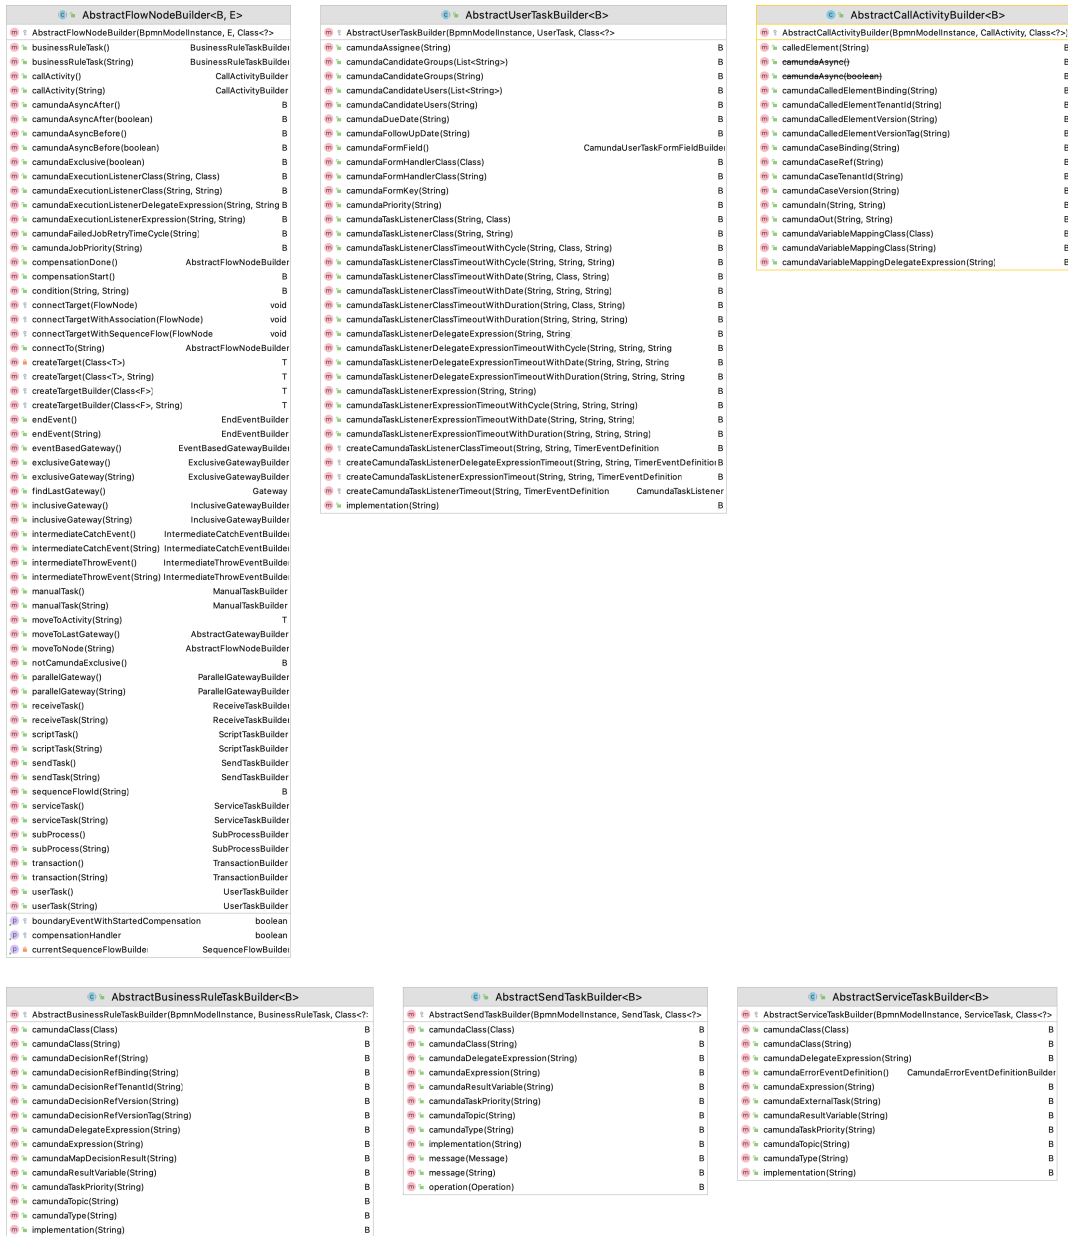 AbstractFlowNodeBuilder<B, E>
AbstractFlowNodeBuilder(BpmnModelInstance, E, Class<?>
businessRuleTask() BusinessRuleTaskBuilder
businessRuleTask(String) BusinessRuleTaskBuilder
callActivity() CallActivityBuilder
callActivity(String) CallActivityBuilder
camundaAsyncAfter() B
camundaAsyncAfter(boolean) B
camundaAsyncBefore() B
camundaAsyncBefore(boolean) B
camundaExclusive(boolean) B
camundaExecutionListenerClass(String, Class) B
camundaExecutionListenerClass(String, String) B
camundaExecutionListenerDelegateExpression(String, String B
camundaExecutionListenerExpression(String, String) B
camundaFailedJobRetryTimeCycle(String) B
camundaJobPriority(String) B
compensationDone() AbstractFlowNodeBuilder
compensationStart() B
condition(String, String) B
connectTarget(FlowNode) void
connectTargetWithAssociation(FlowNode) void
connectTargetWithSequenceFlow(FlowNode void
connectTo(String) AbstractFlowNodeBuilder
createTarget(Class<T>) T
createTarget(Class<T>, String) T
createTargetBuilder(Class<F>) T
createTargetBuilder(Class<F>, String) T
endEvent() EndEventBuilder
endEvent(String) EndEventBuilder
eventBasedGateway() EventBasedGatewayBuilder
exclusiveGateway() ExclusiveGatewayBuilder
exclusiveGateway(String) ExclusiveGatewayBuilder
findLastGateway() Gateway
inclusiveGateway() InclusiveGatewayBuilder
inclusiveGateway(String) InclusiveGatewayBuilder
intermediateCatchEvent() IntermediateCatchEventBuilder
intermediateCatchEvent(String) IntermediateCatchEventBuilder
intermediateThrowEvent() IntermediateThrowEventBuilder
intermediateThrowEvent(String) IntermediateThrowEventBuilder
manualTask() ManualTaskBuilder
manualTask(String) ManualTaskBuilder
moveToActivity(String) T
moveToLastGateway() AbstractGatewayBuilder
moveToNode(String) AbstractFlowNodeBuilder
notCamundaExclusive() B
parallelGateway() ParallelGatewayBuilder
parallelGateway(String) ParallelGatewayBuilder
receiveTask() ReceiveTaskBuilder
receiveTask(String) ReceiveTaskBuilder
scriptTask() ScriptTaskBuilder
scriptTask(String) ScriptTaskBuilder
sendTask() SendTaskBuilder
sendTask(String) SendTaskBuilder
sequenceFlowId(String) B
serviceTask() ServiceTaskBuilder
serviceTask(String) ServiceTaskBuilder
subProcess() SubProcessBuilder
subProcess(String) SubProcessBuilder
transaction() TransactionBuilder
transaction(String) TransactionBuilder
userTask() UserTaskBuilder
userTask(String) UserTaskBuilder
boundaryEventWithStartedCompensation boolean
compensationHandler boolean
currentSequenceFlowBuilder SequenceFlowBuilder
AbstractUserTaskBuilder<B>
AbstractUserTaskBuilder(BpmnModelInstance, UserTask, Class<?>
camundaAssignee(String) B
camundaCandidateGroups(List<String>) B
camundaCandidateGroups(String) B
camundaCandidateUsers(List<String>) B
camundaCandidateUsers(String) B
camundaDueDate(String) B
camundaFollowUpDate(String) B
camundaFormField() CamundaUserTaskFormFieldBuilder
camundaFormHandlerClass(Class) B
camundaFormHandlerClass(String) B
camundaFormKey(String) B
camundaPriority(String) B
camundaTaskListenerClass(String, Class) B
camundaTaskListenerClass(String, String) B
camundaTaskListenerClassTimeoutWithCycle(String, Class, String) B
camundaTaskListenerClassTimeoutWithCycle(String, String, String) B
camundaTaskListenerClassTimeoutWithDate(String, Class, String) B
camundaTaskListenerClassTimeoutWithDate(String, String, String) B
camundaTaskListenerClassTimeoutWithDuration(String, Class, String) B
camundaTaskListenerClassTimeoutWithDuration(String, String, String) B
camundaTaskListenerDelegateExpression(String, String) B
camundaTaskListenerDelegateExpressionTimeoutWithCycle(String, String, String B
camundaTaskListenerDelegateExpressionTimeoutWithDate(String, String, String B
camundaTaskListenerDelegateExpressionTimeoutWithDuration(String, String, String B
camundaTaskListenerExpression(String, String) B
camundaTaskListenerExpressionTimeoutWithCycle(String, String, String) B
camundaTaskListenerExpressionTimeoutWithDate(String, String, String) B
camundaTaskListenerExpressionTimeoutWithDuration(String, String, String) B
createCamundaTaskListenerClassTimeout(String, String, TimerEventDefinition B
createCamundaTaskListenerDelegateExpressionTimeout(String, String, TimerEventDefinition B
createCamundaTaskListenerExpressionTimeout(String, String, TimerEventDefinition B
createCamundaTaskListenerTimeout(String, TimerEventDefinition CamundaTaskListener
implementation(String) B
AbstractCallActivityBuilder<B>
AbstractCallActivityBuilder(BpmnModelInstance, CallActivity, Class<?>)
calledElement(String) B
camundaAsync() B
camundaAsync(boolean) B
camundaCalledElementBinding(String) B
camundaCalledElementTenantId(String) B
camundaCalledElementVersion(String) B
camundaCalledElementVersionTag(String) B
camundaCaseBinding(String) B
camundaCaseRef(String) B
camundaCaseTenantId(String) B
camundaCaseVersion(String) B
camundaIn(String, String) B
camundaOut(String, String) B
camundaVariableMappingClass(Class) B
camundaVariableMappingClass(String) B
camundaVariableMappingDelegateExpression(String) B
AbstractBusinessRuleTaskBuilder<B>
AbstractBusinessRuleTaskBuilder(BpmnModelInstance, BusinessRuleTask, Class<?:
camundaClass(Class) B
camundaClass(String) B
camundaDecisionRef(String) B
camundaDecisionRefBinding(String) B
camundaDecisionRefTenantId(String) B
camundaDecisionRefVersion(String) B
camundaDecisionRefVersionTag(String) B
camundaDelegateExpression(String) B
camundaExpression(String) B
camundaMapDecisionResult(String) B
camundaResultVariable(String) B
camundaTaskPriority(String) B
camundaTopic(String) B
camundaType(String) B
implementation(String) B
AbstractSendTaskBuilder<B>
AbstractSendTaskBuilder(BpmnModelInstance, SendTask, Class<?>
camundaClass(Class) B
camundaClass(String) B
camundaDelegateExpression(String) B
camundaExpression(String) B
camundaResultVariable(String) B
camundaTaskPriority(String) B
camundaTopic(String) B
camundaType(String) B
implementation(String) B
message(Message) B
message(String) B
operation(Operation) B
AbstractServiceTaskBuilder<B>
AbstractServiceTaskBuilder(BpmnModelInstance, ServiceTask, Class<?>
camundaClass(Class) B
camundaClass(String) B
camundaDelegateExpression(String) B
camundaErrorEventDefinition() CamundaErrorEventDefinitionBuilder
camundaExpression(String) B
camundaExternalTask(String) B
camundaResultVariable(String) B
camundaTaskPriority(String) B
camundaTopic(String) B
camundaType(String) B
implementation(String) B